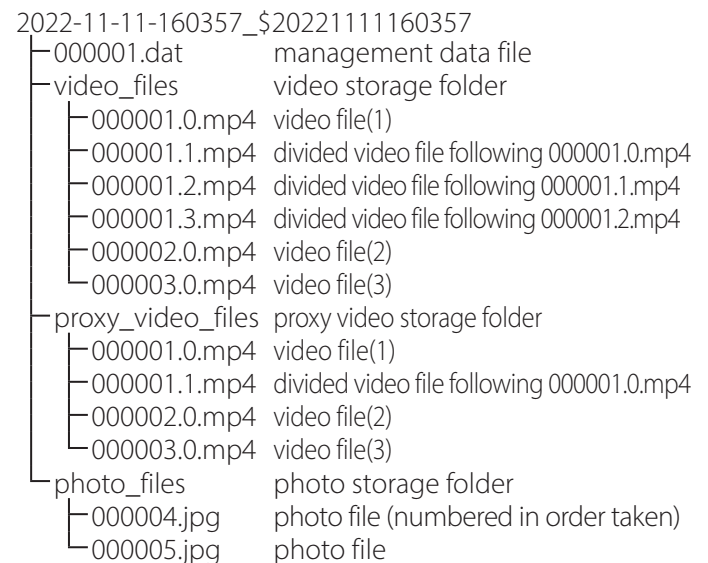 2022-11-11-160357_$20221111160357
000001.dat management data file
video_files video storage folder
000001.0.mp4 video file(1)
000001.1.mp4 divided video file following 000001.0.mp4
000001.2.mp4 divided video file following 000001.1.mp4
000001.3.mp4 divided video file following 000001.2.mp4
000002.0.mp4 video file(2)
000003.0.mp4 video file(3)
proxy_video_files proxy video storage folder
000001.0.mp4 video file(1)
000001.1.mp4 divided video file following 000001.0.mp4
000002.0.mp4 video file(2)
000003.0.mp4 video file(3)
photo_files photo storage folder
000004.jpg photo file (numbered in order taken)
000005.jpg photo file